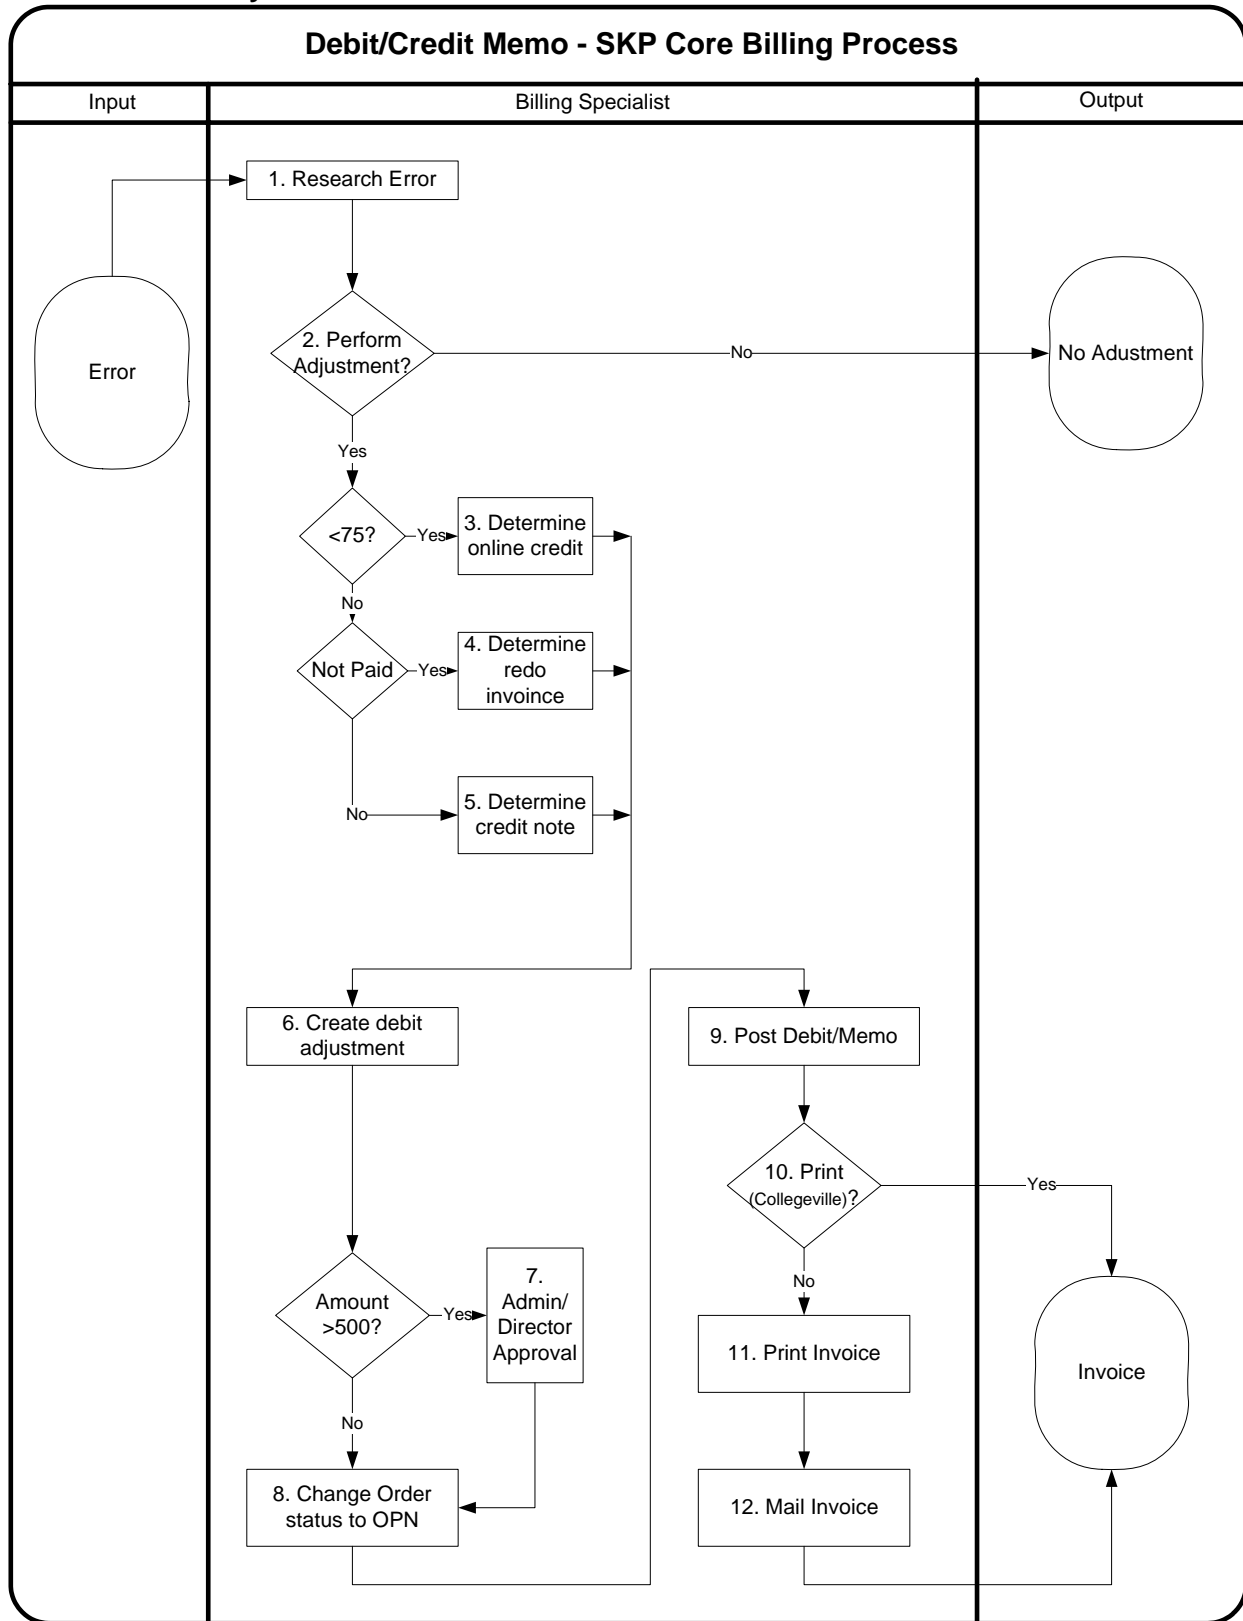 Debit/Credit Memo - SKP Core Billing Process
Input
Billing Specialist
Output
1. Research Error
Error
2. Perform
Adjustment?
No
No Adustment
Yes
<75?
Yes
3. Determine
online credit
No
Not Paid
Yes
4. Determine
redo
invoince
No
5. Determine
credit note
6. Create debit
adjustment
9. Post Debit/Memo
10. Print
(Collegeville)?
Yes
No
Amount
>500?
Yes
7.
Admin/
Director
Approval
11. Print Invoice
Invoice
No
8. Change Order
status to OPN
12. Mail Invoice